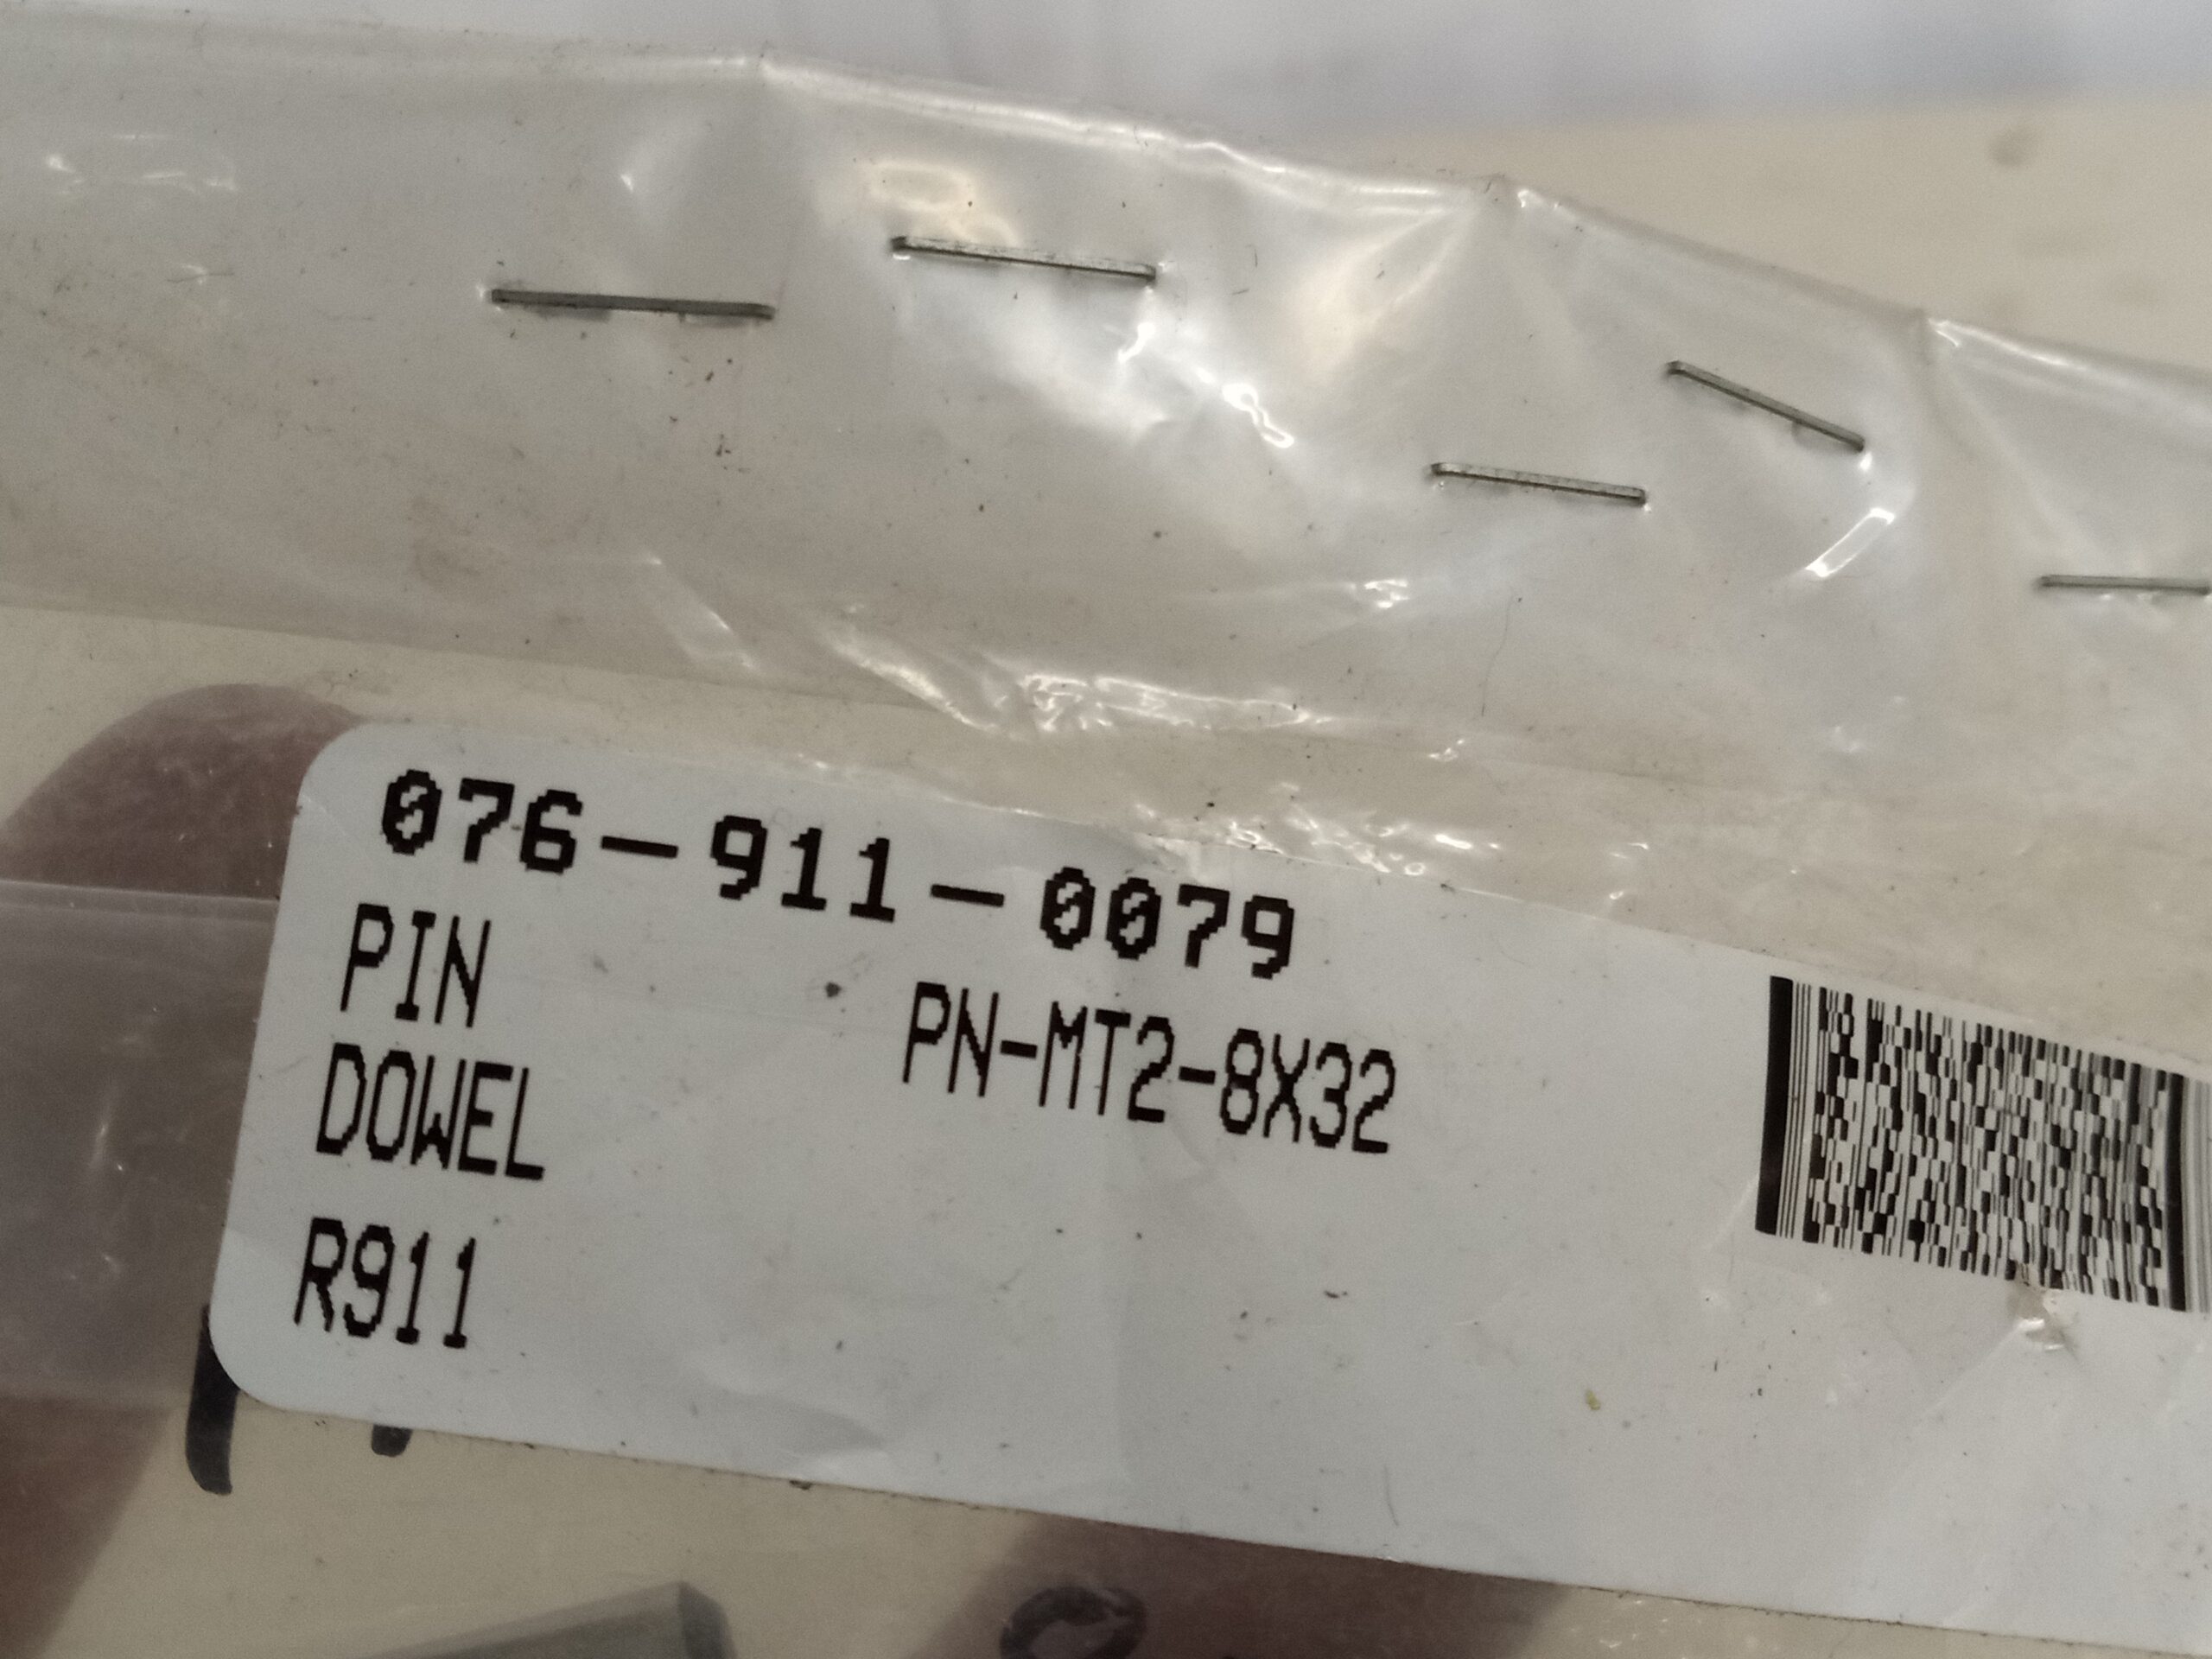 076-911-0079
PIN
PN-MT2-8X32
DOWEL
R911